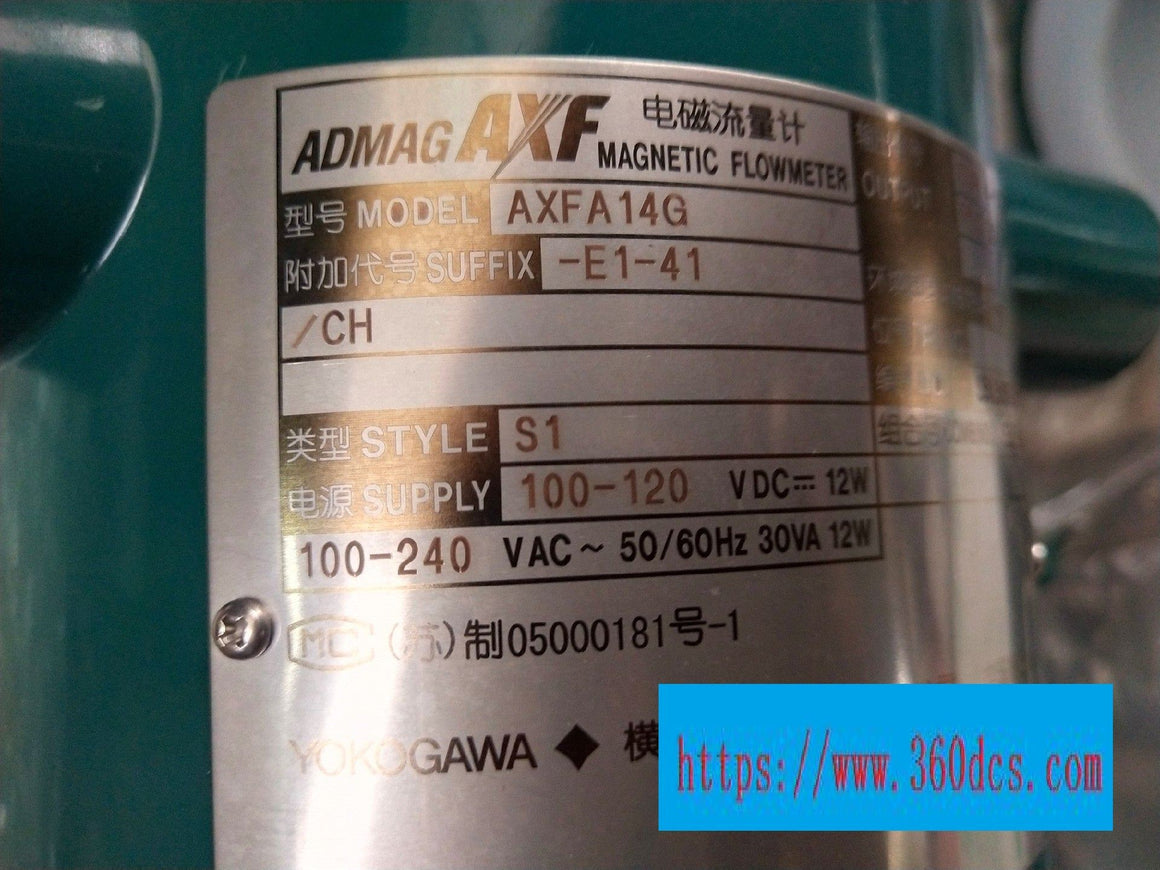 ADMAG AXF 电磁流量计
MAGNETIC FLOWMETER
型号 MODEL AXFA14G
附加代号 SUFFIX -E1-41
/CH
类型 STYLE S1
电源 SUPPLY 100-120 VDC⎓ 12W
100-240 VAC~ 50/60Hz 30VA 12W
MC (苏)制05000181号-1
YOKOGAWA ◆ 横
OUTPUT
https://www.360dcs.com